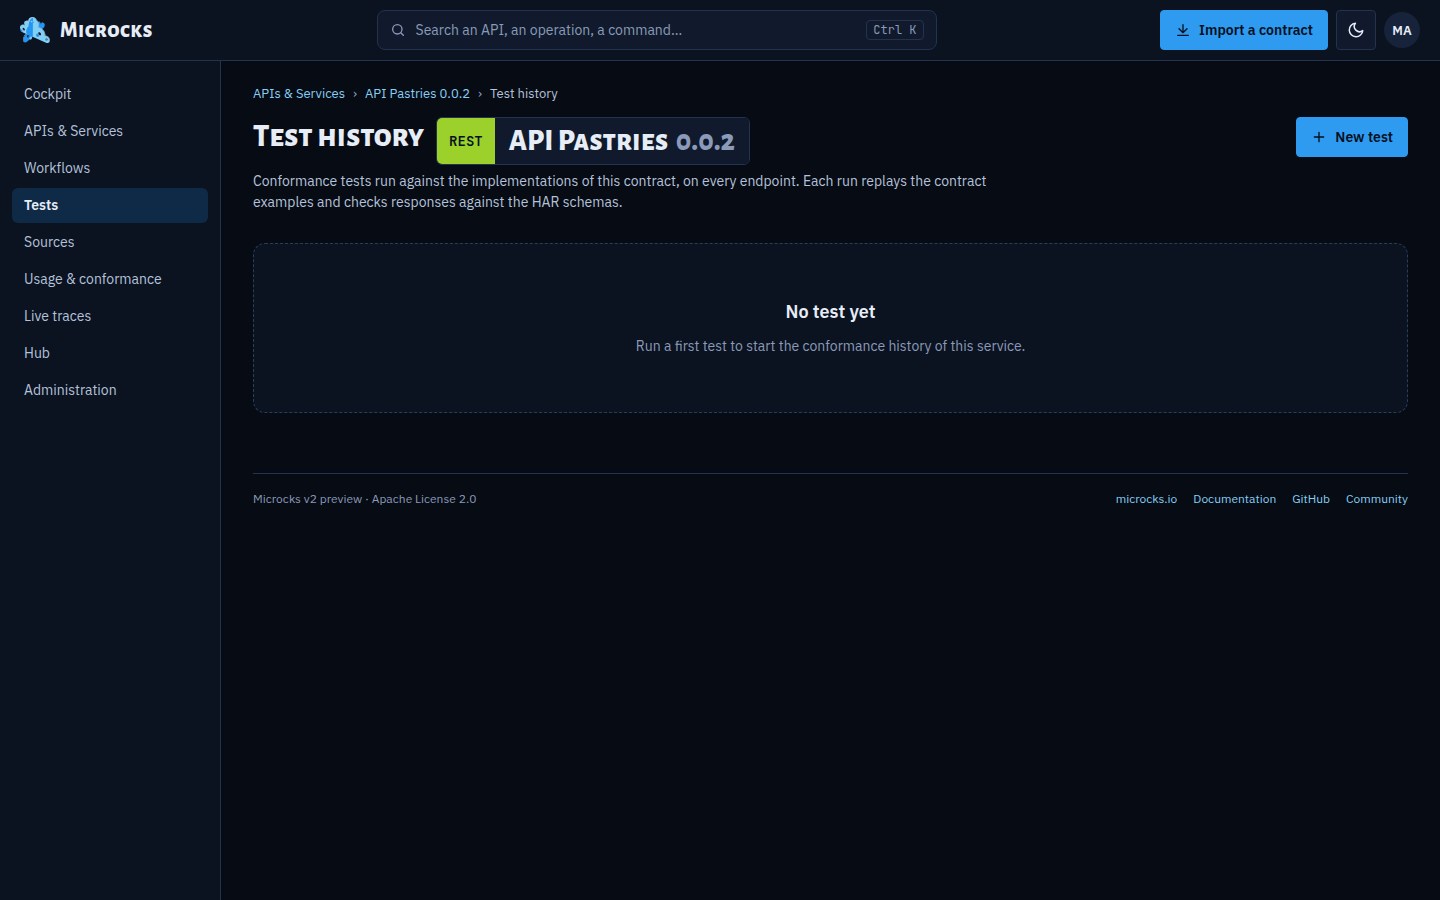 Microcks
Search an API, an operation, a command...
Ctrl K
Import a contract
MA
Cockpit
APIs & Services
Workflows
Tests
Sources
Usage & conformance
Live traces
Hub
Administration
APIs & Services › API Pastries 0.0.2 › Test history
Test history
REST
API Pastries 0.0.2
New test
Conformance tests run against the implementations of this contract, on every endpoint. Each run replays the contract
examples and checks responses against the HAR schemas.
No test yet
Run a first test to start the conformance history of this service.
Microcks v2 preview · Apache License 2.0
microcks.io
Documentation
GitHub
Community